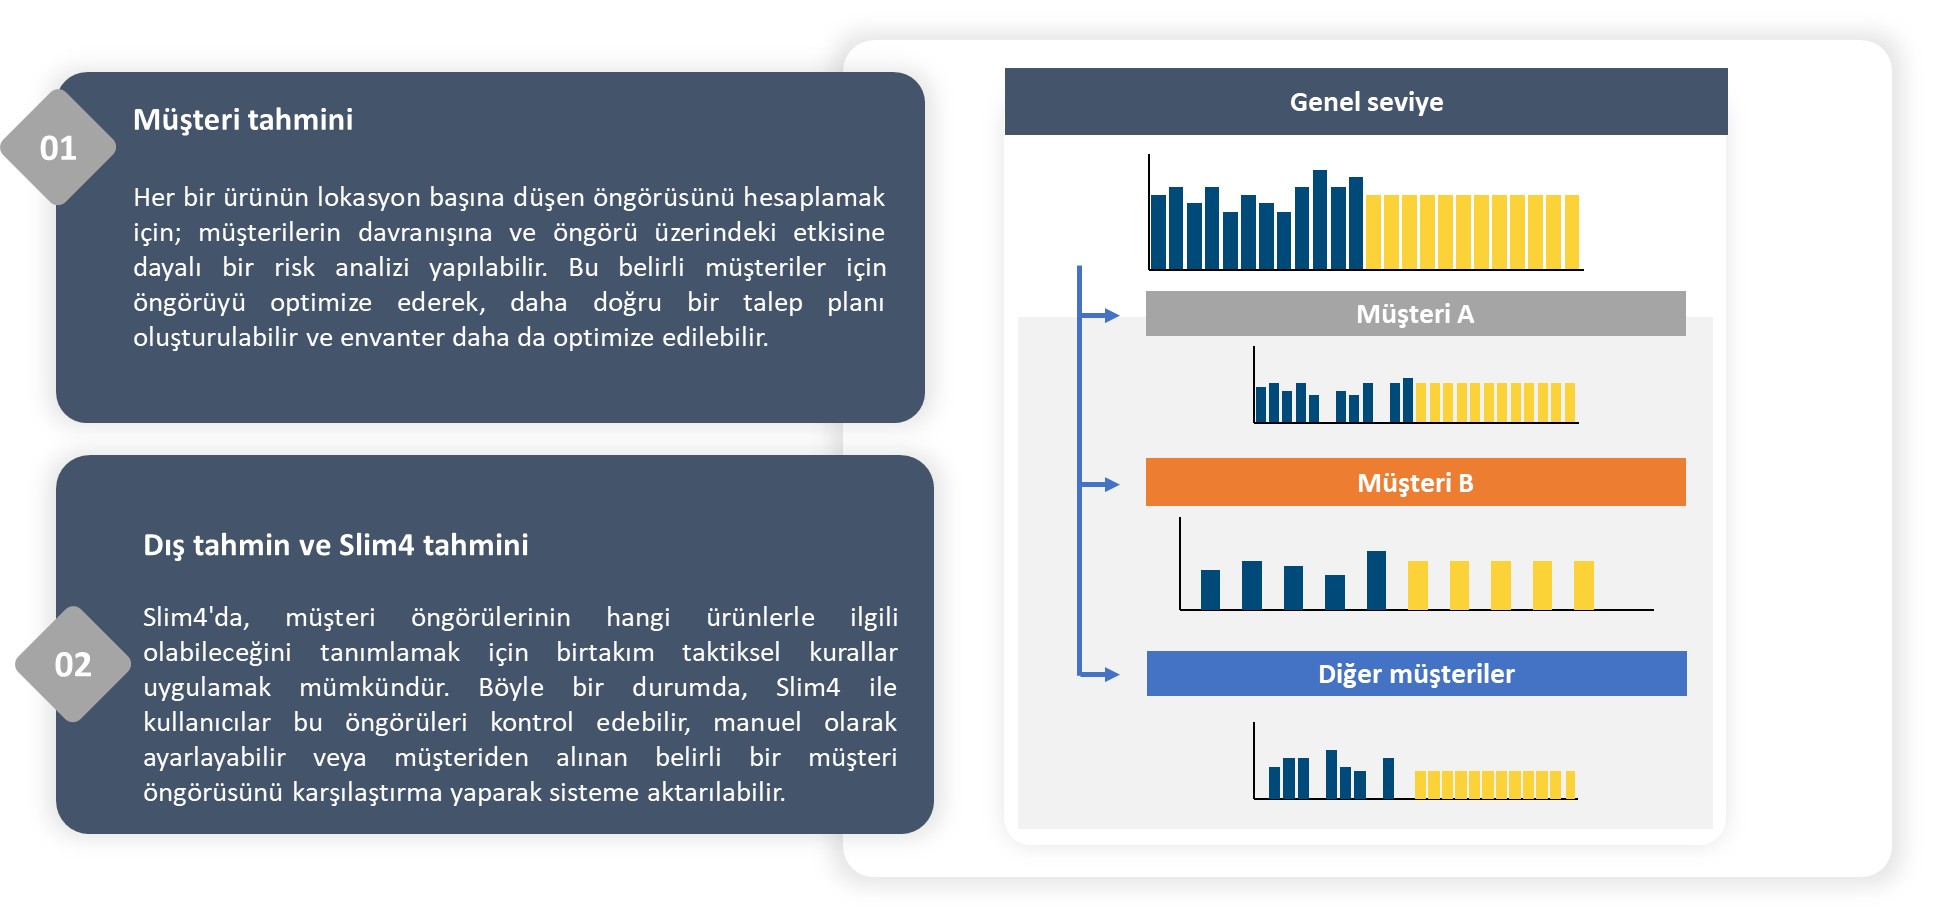 01
Müşteri tahmini
Her bir ürünün lokasyon başına düşen öngörüsünü hesaplamak
için; müşterilerin davranışına ve öngörü üzerindeki etkisine
dayalı bir risk analizi yapılabilir. Bu belirli müşteriler için
öngörüyü optimize ederek, daha doğru bir talep planı
oluşturulabilir ve envanter daha da optimize edilebilir.
02
Dış tahmin ve Slim4 tahmini
Slim4'da, müşteri öngörülerinin hangi ürünlerle ilgili
olabileceğini tanımlamak için birtakım taktiksel kurallar
uygulamak mümkündür. Böyle bir durumda, Slim4 ile
kullanıcılar bu öngörüleri kontrol edebilir, manuel olarak
ayarlayabilir veya müşteriden alınan belirli bir müşteri
öngörüsünü karşılaştırma yaparak sisteme aktarılabilir.
Genel seviye
Müşteri A
Müşteri B
Diğer müşteriler